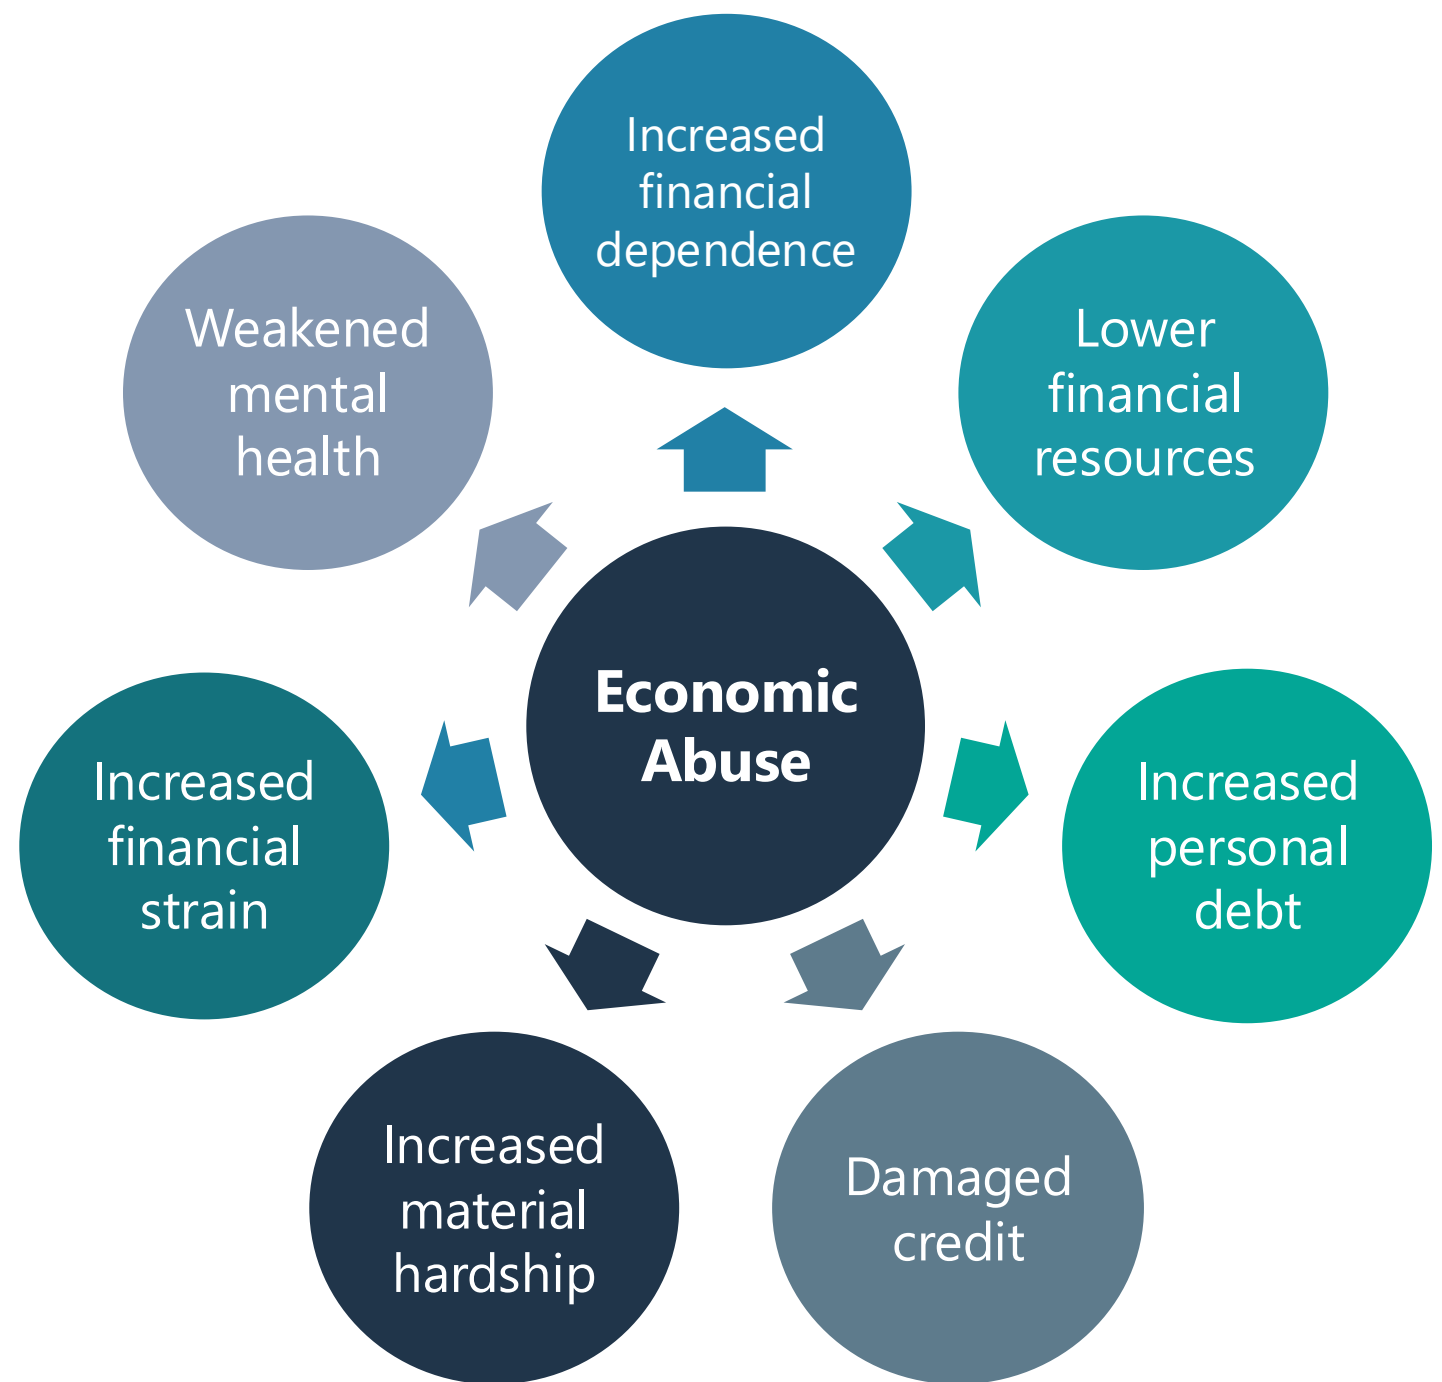 Increased
financial
dependence
Lower
financial
resources
Increased
personal
debt
Damaged
credit
Increased
material
hardship
Increased
financial
strain
Weakened
mental
health
Economic
Abuse